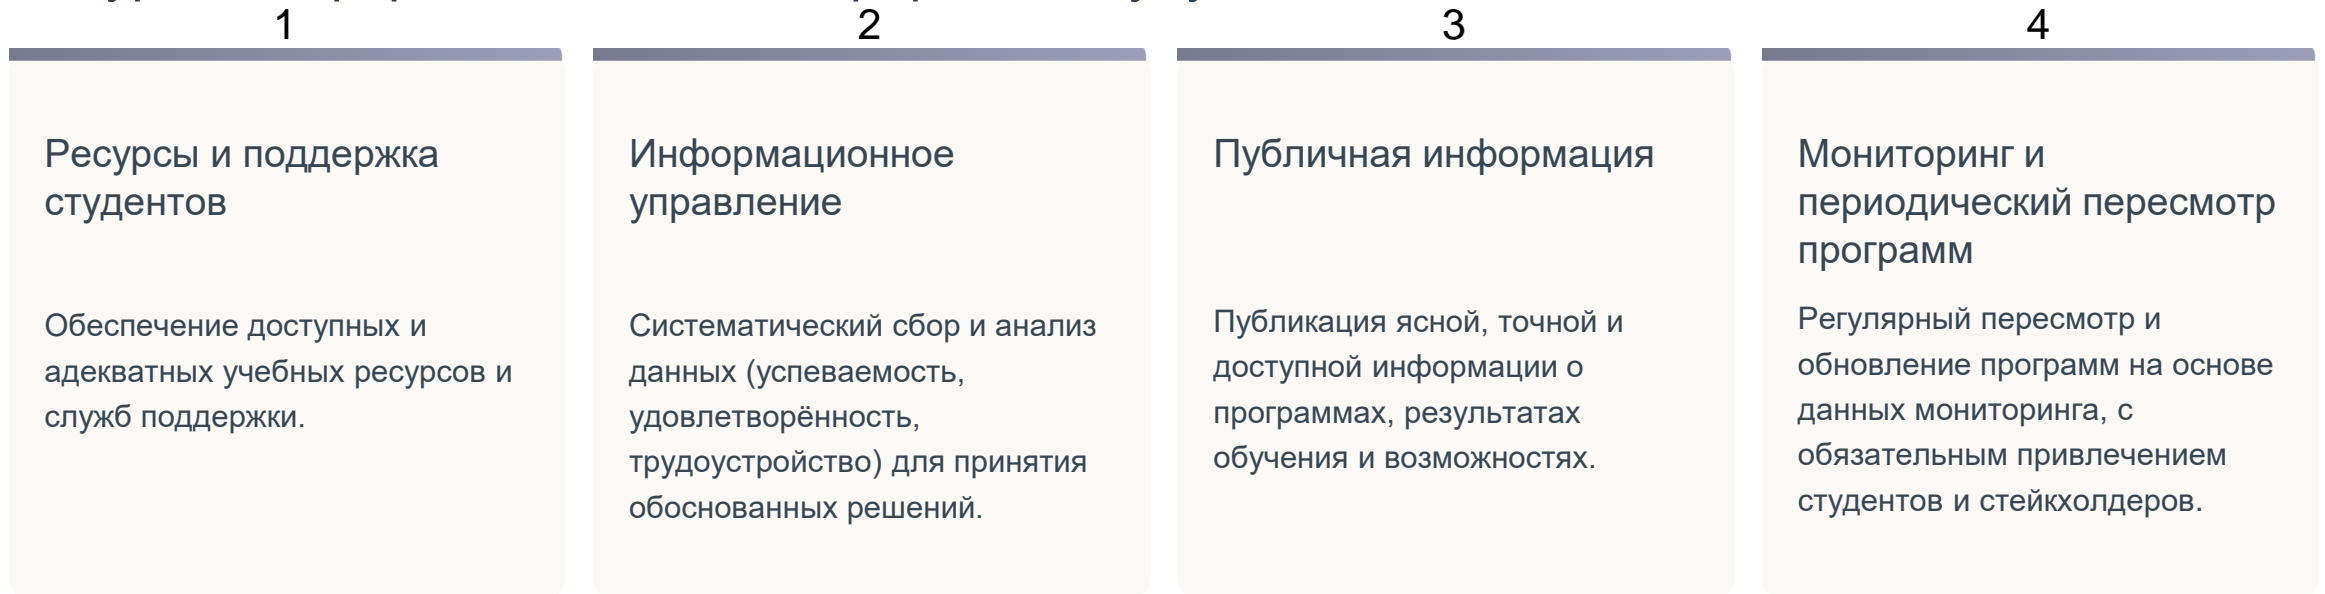 1
2
3
4
Ресурсы и поддержка
студентов
Обеспечение доступных и
адекватных учебных ресурсов и
служб поддержки.
Информационное
управление
Систематический сбор и анализ
данных (успеваемость,
удовлетворённость,
трудоустройство) для принятия
обоснованных решений.
Публичная информация
Публикация ясной, точной и
доступной информации о
программах, результатах
обучения и возможностях.
Мониторинг и
периодический пересмотр
программ
Регулярный пересмотр и
обновление программ на основе
данных мониторинга, с
обязательным привлечением
студентов и стейкхолдеров.